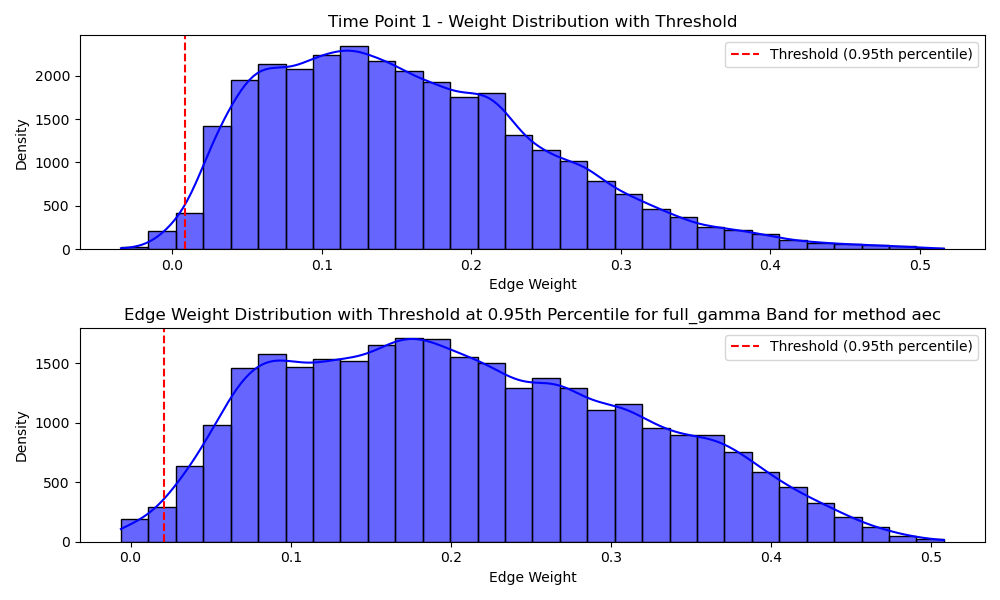 Time Point 1 - Weight Distribution with Threshold
Threshold (0.95th percentile)
Density
2000
1500
1000
500
0
0.0 0.1 0.2 0.3 0.4 0.5
Edge Weight
Edge Weight Distribution with Threshold at 0.95th Percentile for full_gamma Band for method aec
Threshold (0.95th percentile)
Density
1500
1000
500
0
0.0 0.1 0.2 0.3 0.4 0.5
Edge Weight